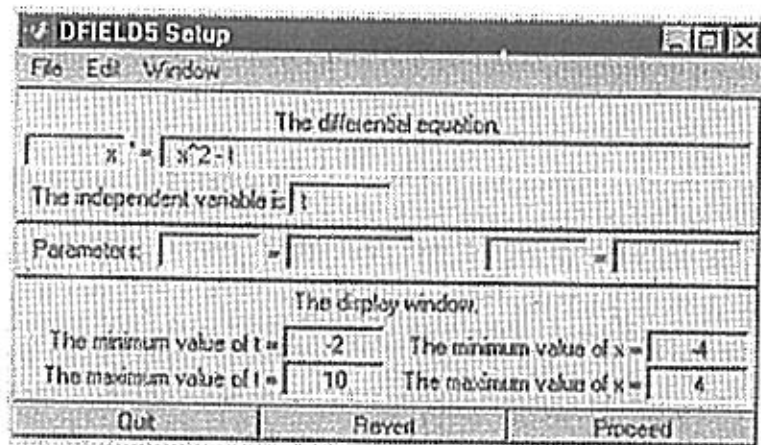 DFIELD5 Setup
File Edit Window
The differential equation.
x ' = x^2 - t
The independent variable is t
Parameters: = =
The display window.
The minimum value of t = -2 The minimum value of x = -4
The maximum value of t = 10 The maximum value of x = 4
Quit Revert Proceed